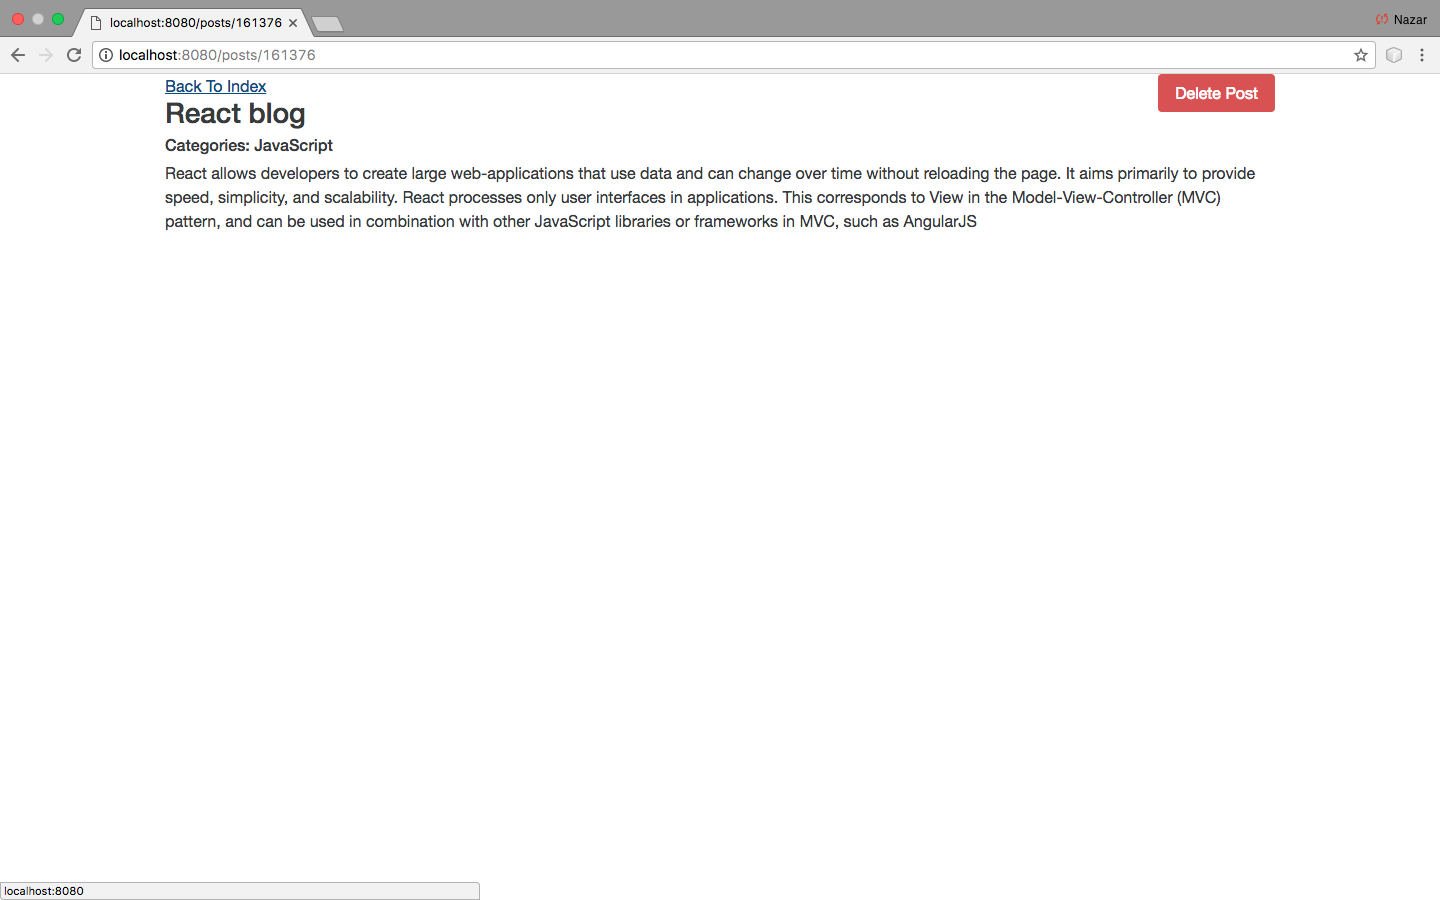 localhost:8080/posts/161376
Nazar
localhost:8080/posts/161376
Back To Index
Delete Post
React blog
Categories: JavaScript
React allows developers to create large web-applications that use data and can change over time without reloading the page. It aims primarily to provide
speed, simplicity, and scalability. React processes only user interfaces in applications. This corresponds to View in the Model-View-Controller (MVC)
pattern, and can be used in combination with other JavaScript libraries or frameworks in MVC, such as AngularJS
localhost:8080